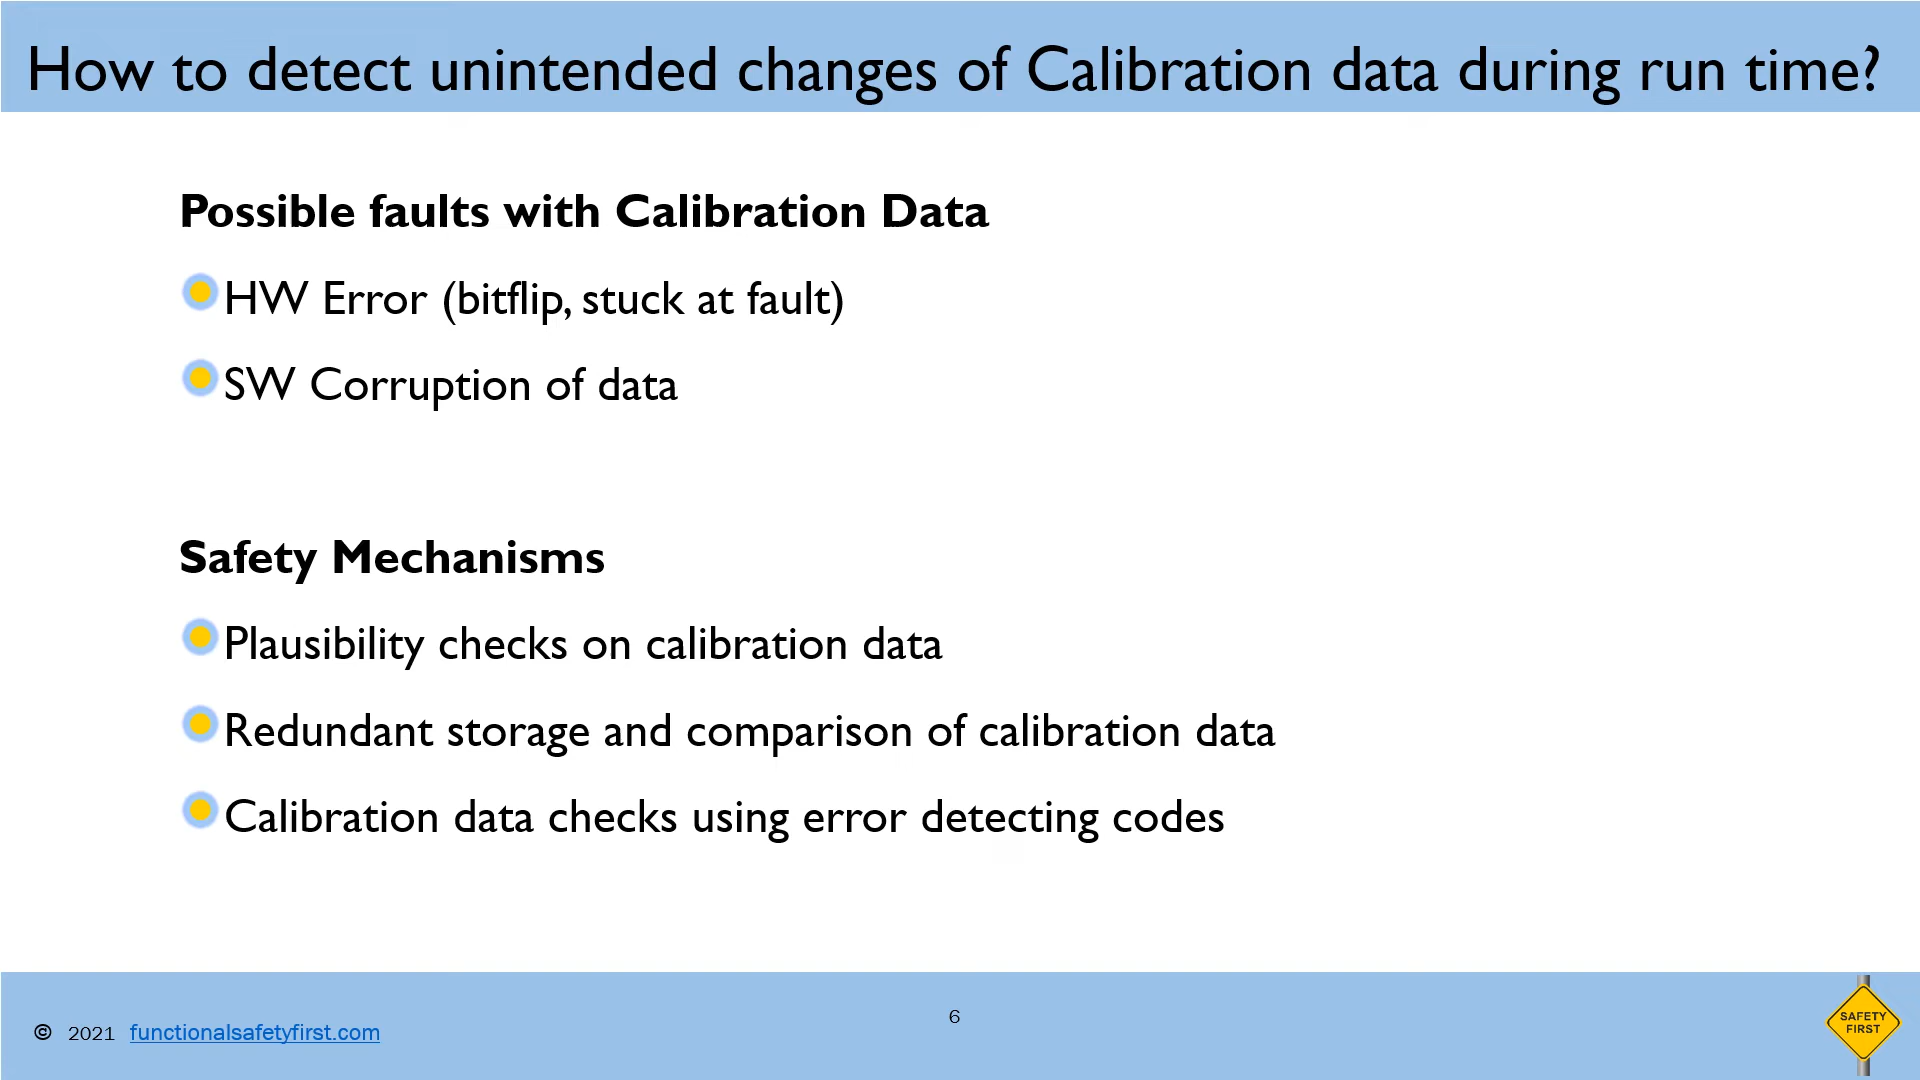 How to detect unintended changes of Calibration data during run time?
Possible faults with Calibration Data
HW Error (bitflip, stuck at fault)
SW Corruption of data
Safety Mechanisms
Plausibility checks on calibration data
Redundant storage and comparison of calibration data
Calibration data checks using error detecting codes
© 2021 functionalsafetyfirst.com
6
SAFETY
FIRST